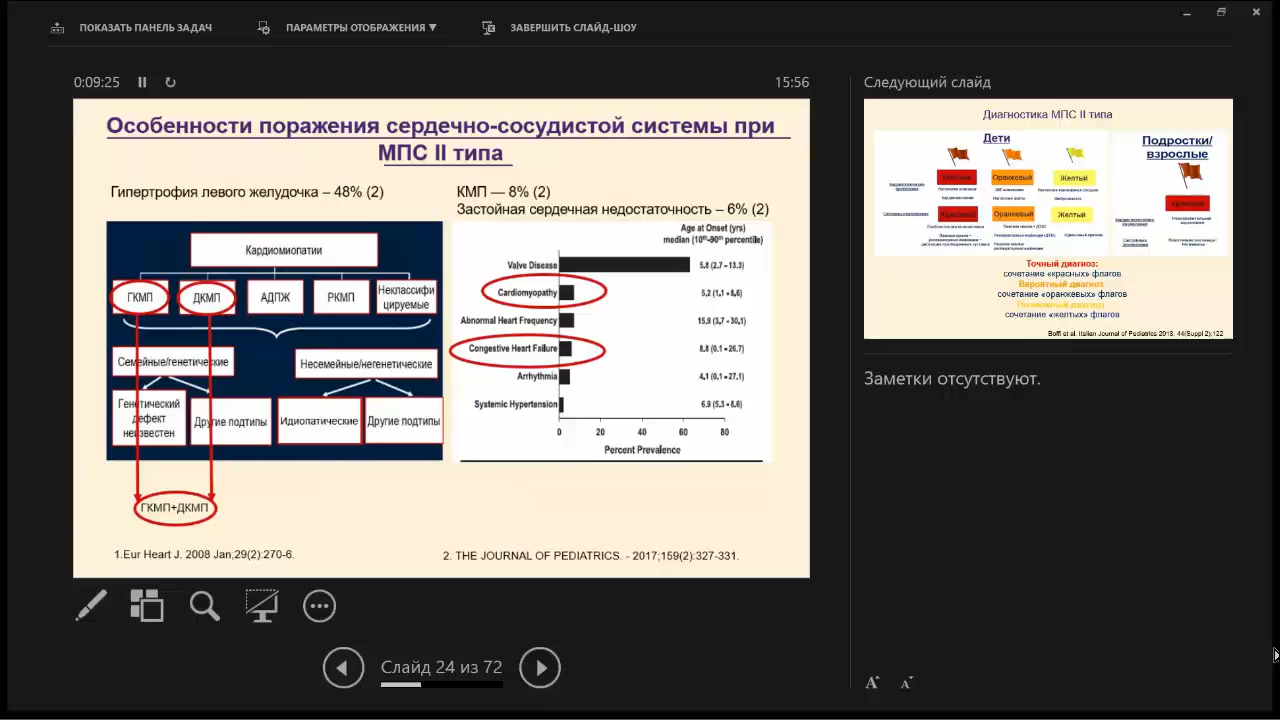 ПОКАЗАТЬ ПАНЕЛЬ ЗАДАЧ
ПАРАМЕТРЫ ОТОБРАЖЕНИЯ ▼
ЗАВЕРШИТЬ СЛАЙД-ШОУ
0:09:25
15:56
Особенности поражения сердечно-сосудистой системы при
МПС II типа
Гипертрофия левого желудочка – 48% (2)
КМП — 8% (2)
Застойная сердечная недостаточность – 6% (2)
Кардиомиопатии
ГКМП
ДКМП
АДПЖ
РКМП
Неклассифи
цируемые
Семейные/генетические
Несемейные/негенетические
Генетический
дефект
неизвестен
Другие подтипы
Идиопатические
Другие подтипы
ГКМП+ДКМП
Age at Onset (yrs)
median (10th-90th percentile)
Valve Disease 5,8 (2,7 – 13,3)
Cardiomyopathy 5,2 (1,1 – 8,6)
Abnormal Heart Frequency 15,9 (3,7 – 30,1)
Congestive Heart Failure 8,8 (0,1 – 26,7)
Arrhythmia 4,1 (0,1 – 27,1)
Systemic Hypertension 6,9 (5,3 – 8,6)
0 20 40 60 80
Percent Prevalence
1.Eur Heart J. 2008 Jan;29(2):270-6.
2. THE JOURNAL OF PEDIATRICS. - 2017;159(2):327-331.
Слайд 24 из 72
Следующий слайд
Диагностика МПС II типа
Дети
Подростки/
взрослые
Красный
Оранжевый
Желтый
Красный
Красный
Оранжевый
Желтый
Точный диагноз:
сочетание «красных» флагов
Вероятный диагноз
сочетание «оранжевых» флагов
Возможный диагноз
сочетание «желтых» флагов
Boffi et al. Italian Journal of Pediatrics 2018. 44(Suppl 2):122
Заметки отсутствуют.
A A